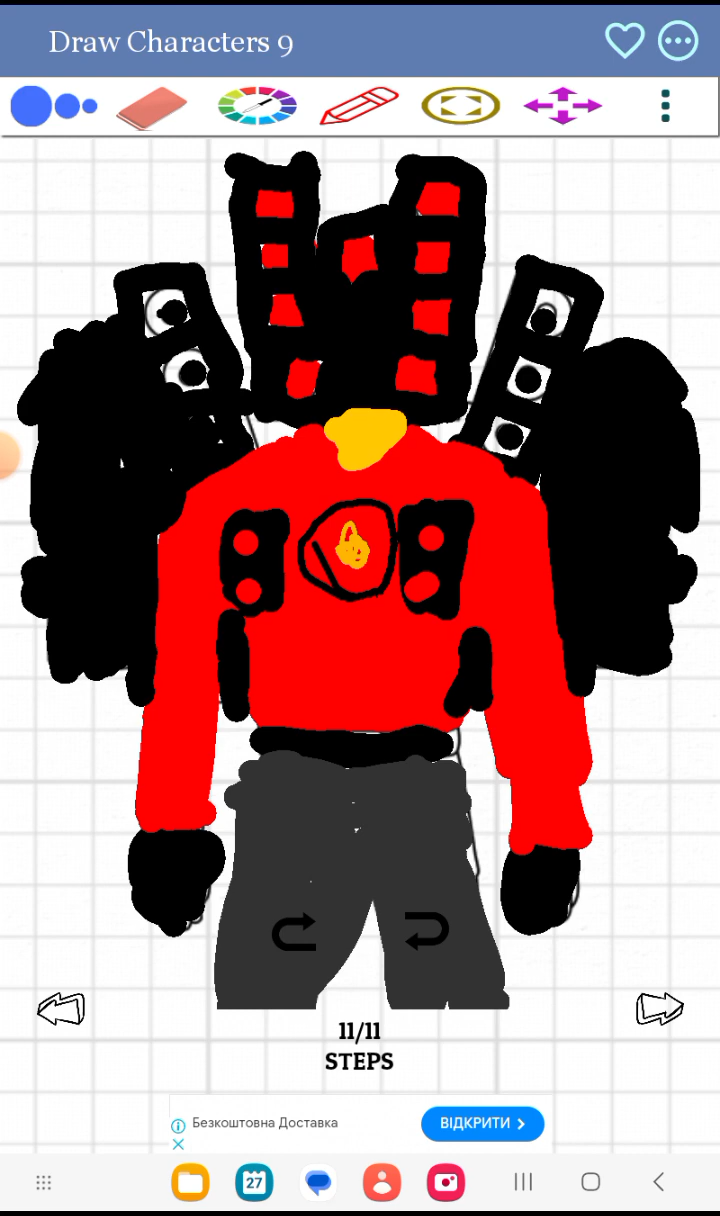 Draw Characters 9
11/11
STEPS
Безкоштовна Доставка
ВІДКРИТИ
27